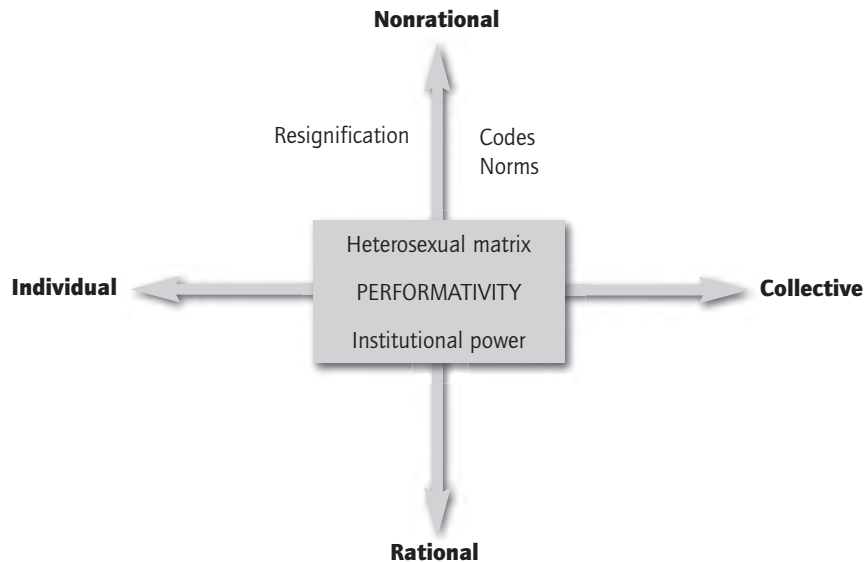 Nonrational
Resignification
Codes
Norms
Heterosexual matrix
Individual
PERFORMATIVITY
Collective
Institutional power
Rational